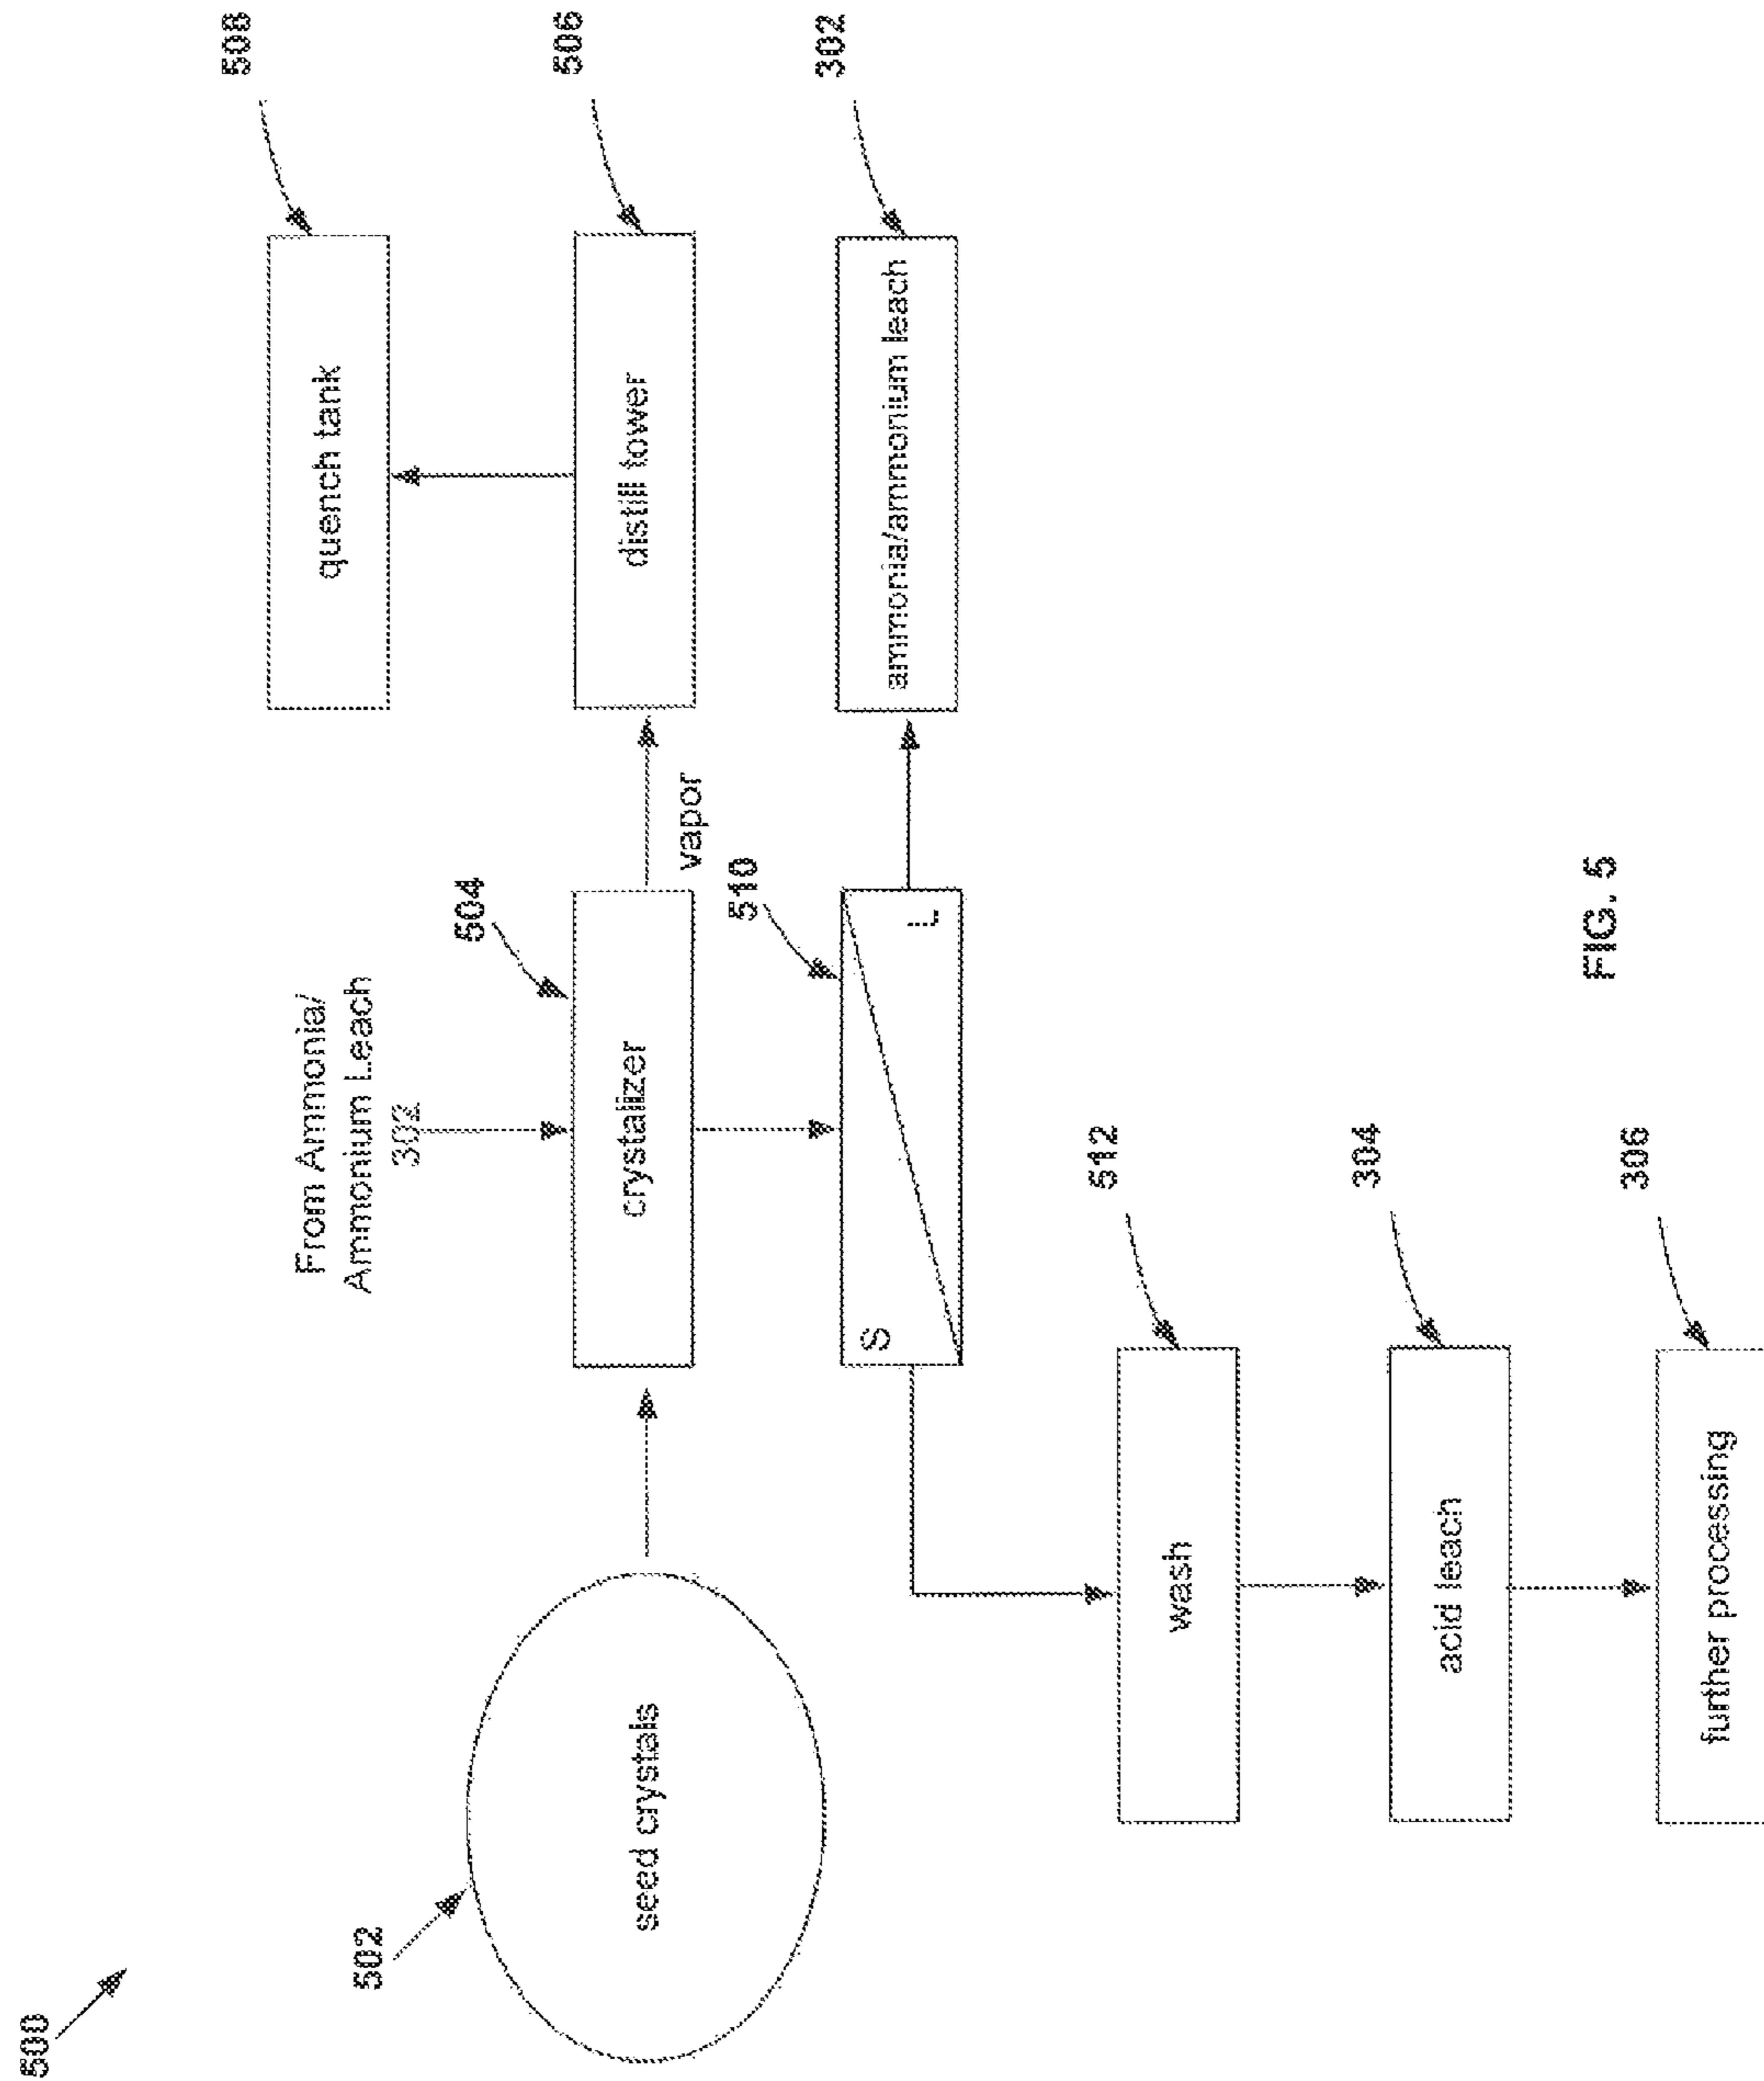 500
508
quench tank
From Ammonia/
Ammonium Leach
302
504
506
502
seed crystals
crystalizer
vapor
distill tower
510
302
S
L
ammonia/ammonium leach
512
wash
304
acid leach
306
further processing
FIG. 5